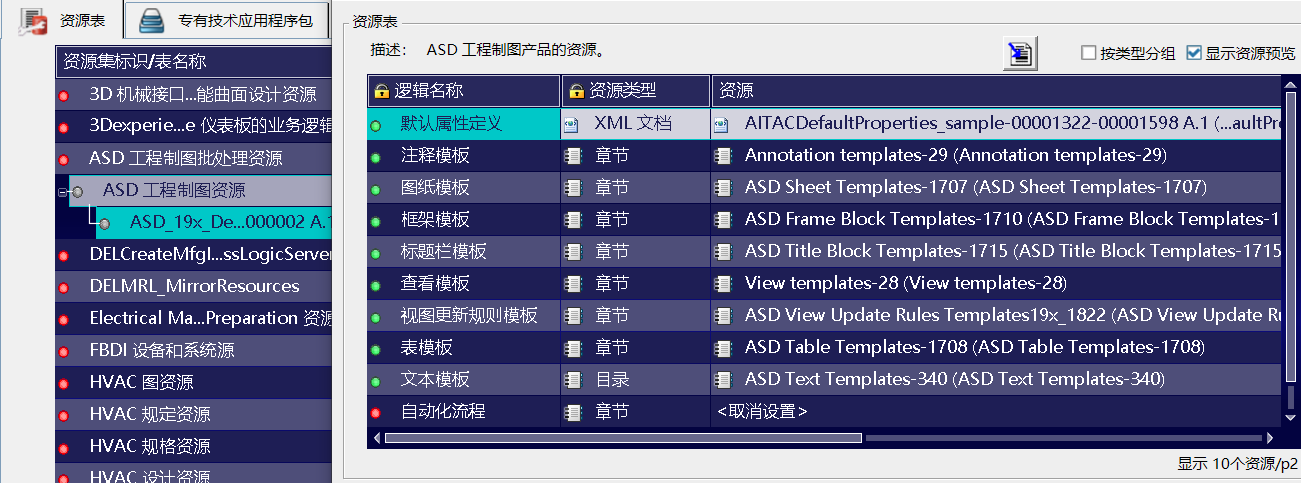 资源表
专有技术应用程序包
资源集标识/表名称
3D 机械接口...能曲面设计资源
3Dexperie...e 仪表板的业务逻辑
ASD 工程制图批处理资源
ASD 工程制图资源
ASD_19x_De...000002 A.1
DELCreateMfgI...ssLogicServer
DELMRL_MirrorResources
Electrical Ma...Preparation 资源
FBDI 设备和系统源
HVAC 图资源
HVAC 规定资源
HVAC 规格资源
HVAC 设计资源
资源表
描述： ASD 工程制图产品的资源。
按类型分组 显示资源预览
逻辑名称 资源类型 资源
默认属性定义 XML 文档 AITACDefaultProperties_sample-00001322-00001598 A.1 (...aultPr
注释模板 章节 Annotation templates-29 (Annotation templates-29)
图纸模板 章节 ASD Sheet Templates-1707 (ASD Sheet Templates-1707)
框架模板 章节 ASD Frame Block Templates-1710 (ASD Frame Block Templates-1
标题栏模板 章节 ASD Title Block Templates-1715 (ASD Title Block Templates-1715
查看模板 章节 View templates-28 (View templates-28)
视图更新规则模板 章节 ASD View Update Rules Templates19x_1822 (ASD View Update Ru
表模板 章节 ASD Table Templates-1708 (ASD Table Templates-1708)
文本模板 目录 ASD Text Templates-340 (ASD Text Templates-340)
自动化流程 章节 <取消设置>
显示 10个资源/p2